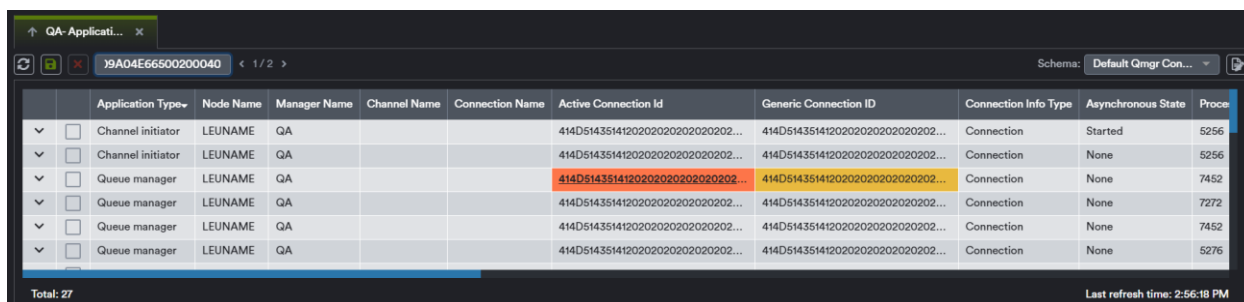 QA- Applicati...
9A04E66500200040 1/2 Schema: Default Qmgr Con...
Application Type Node Name Manager Name Channel Name Connection Name Active Connection Id Generic Connection ID Connection Info Type Asynchronous State Proce
Channel initiator LEUNAME QA 414D5143514120202020202020202... 414D5143514120202020202020202... Connection Started 5256
Channel initiator LEUNAME QA 414D5143514120202020202020202... 414D5143514120202020202020202... Connection None 5256
Queue manager LEUNAME QA 414D5143514120202020202020202... 414D5143514120202020202020202... Connection None 7452
Queue manager LEUNAME QA 414D5143514120202020202020202... 414D5143514120202020202020202... Connection None 7272
Queue manager LEUNAME QA 414D5143514120202020202020202... 414D5143514120202020202020202... Connection None 7452
Queue manager LEUNAME QA 414D5143514120202020202020202... 414D5143514120202020202020202... Connection None 5276
Total: 27 Last refresh time: 2:56:18 PM